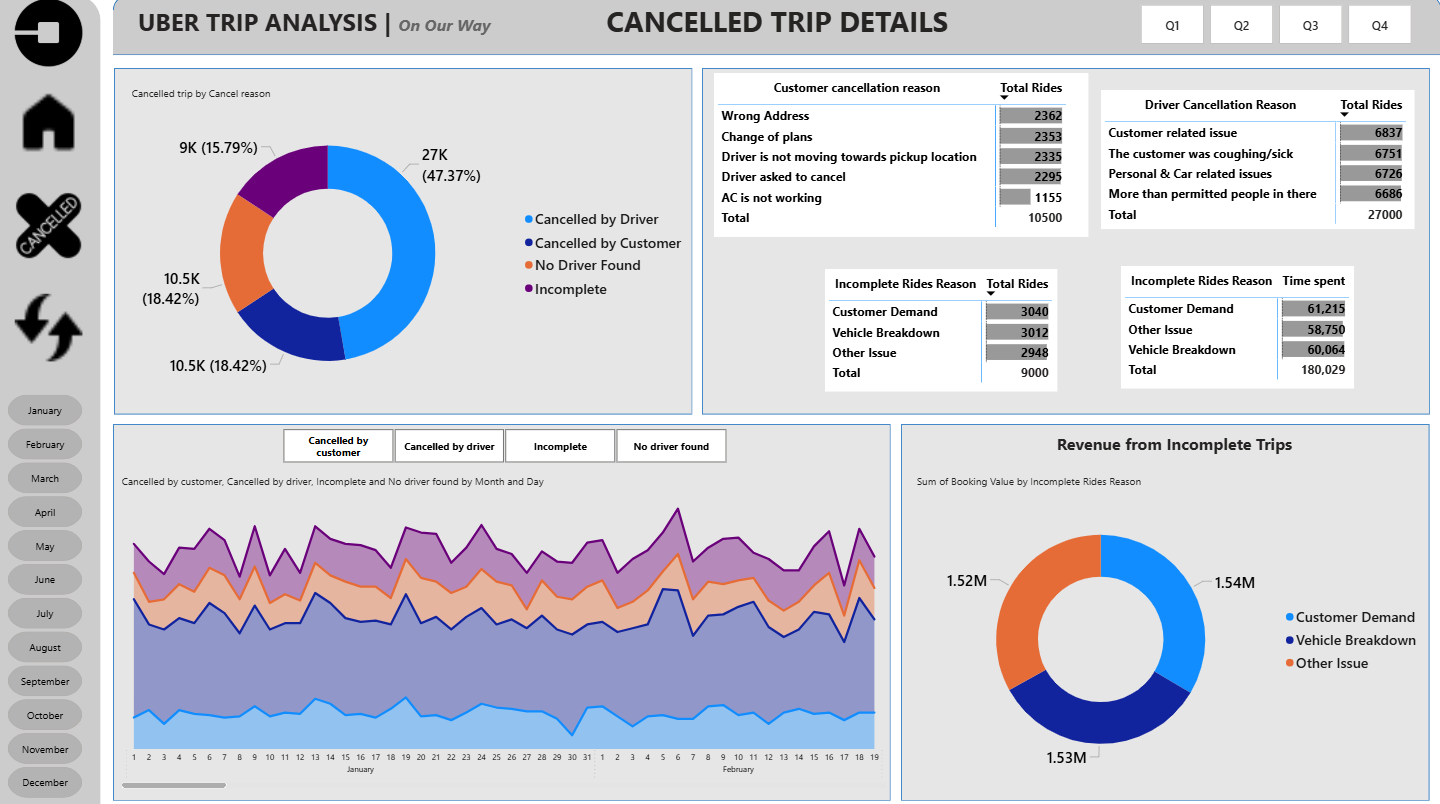 UBER TRIP ANALYSIS | On Our Way
CANCELLED TRIP DETAILS
Q1
Q2
Q3
Q4
CANCELLED
January
February
March
April
May
June
July
August
September
October
November
December
Cancelled trip by Cancel reason
9K (15.79%)
27K
(47.37%)
10.5K
(18.42%)
10.5K (18.42%)
Cancelled by Driver
Cancelled by Customer
No Driver Found
Incomplete
Customer cancellation reason Total Rides
Wrong Address 2362
Change of plans 2353
Driver is not moving towards pickup location 2335
Driver asked to cancel 2295
AC is not working 1155
Total 10500
Driver Cancellation Reason Total Rides
Customer related issue 6837
The customer was coughing/sick 6751
Personal & Car related issues 6726
More than permitted people in there 6686
Total 27000
Incomplete Rides Reason Total Rides
Customer Demand 3040
Vehicle Breakdown 3012
Other Issue 2948
Total 9000
Incomplete Rides Reason Time spent
Customer Demand 61,215
Other Issue 58,750
Vehicle Breakdown 60,064
Total 180,029
Cancelled by
customer
Cancelled by driver
Incomplete
No driver found
Cancelled by customer, Cancelled by driver, Incomplete and No driver found by Month and Day
1 2 3 4 5 6 7 8 9 10 11 12 13 14 15 16 17 18 19 20 21 22 23 24 25 26 27 28 29 30 31 1 2 3 4 5 6 7 8 9 10 11 12 13 14 15 16 17 18 19
January February
Revenue from Incomplete Trips
Sum of Booking Value by Incomplete Rides Reason
1.52M
1.54M
1.53M
Customer Demand
Vehicle Breakdown
Other Issue